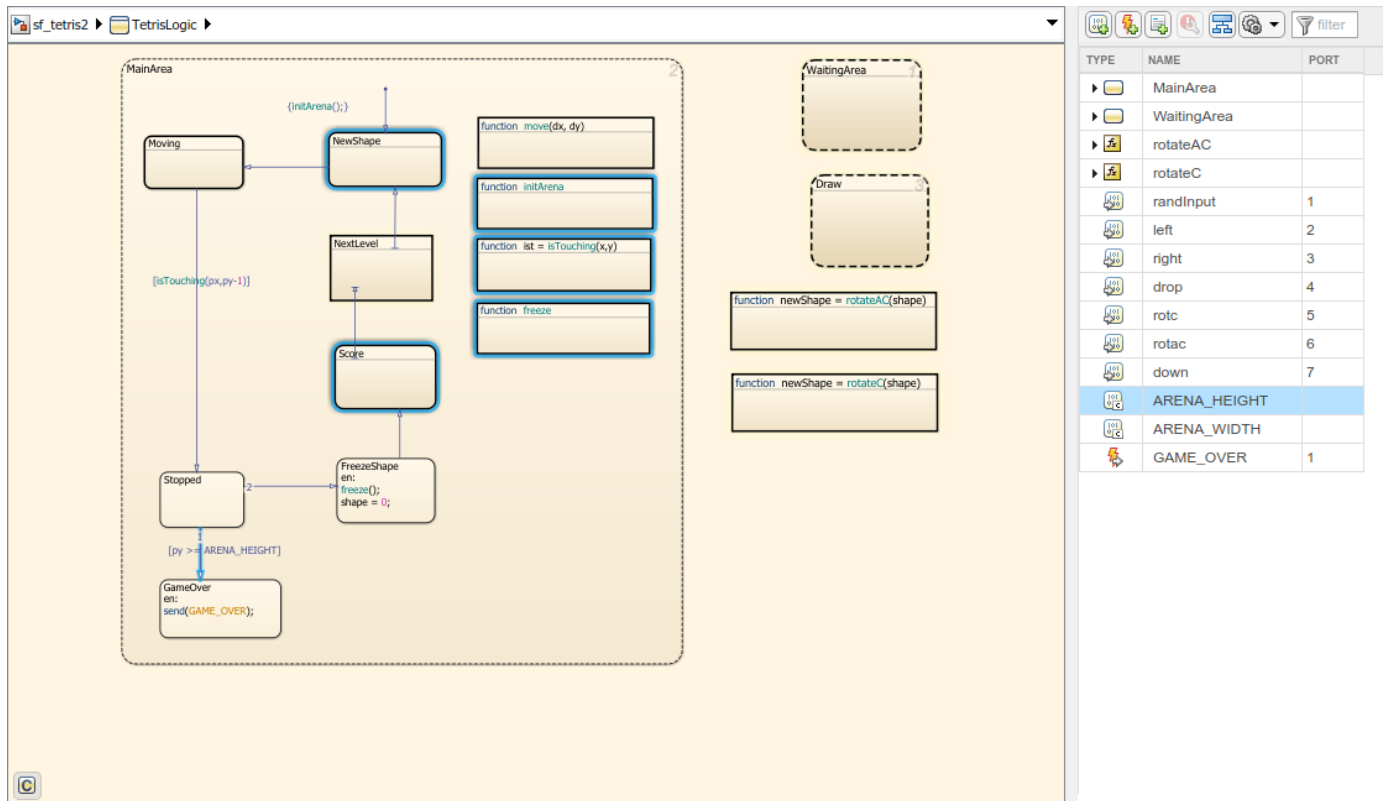 sf_tetris2 TetrisLogic
MainArea 2
{initArena();}
Moving
NewShape
function move(dx, dy)
function initArena
NextLevel
function ist = isTouching(x,y)
[isTouching(px,py-1)]
function freeze
Score
Stopped
2
FreezeShape
en:
freeze();
shape = 0;
1
[py >= ARENA_HEIGHT]
GameOver
en:
send(GAME_OVER);
WaitingArea 1
Draw 3
function newShape = rotateAC(shape)
function newShape = rotateC(shape)
C
filter
TYPE NAME PORT
MainArea
WaitingArea
fx rotateAC
fx rotateC
randInput 1
left 2
right 3
drop 4
rotc 5
rotac 6
down 7
ARENA_HEIGHT
ARENA_WIDTH
GAME_OVER 1